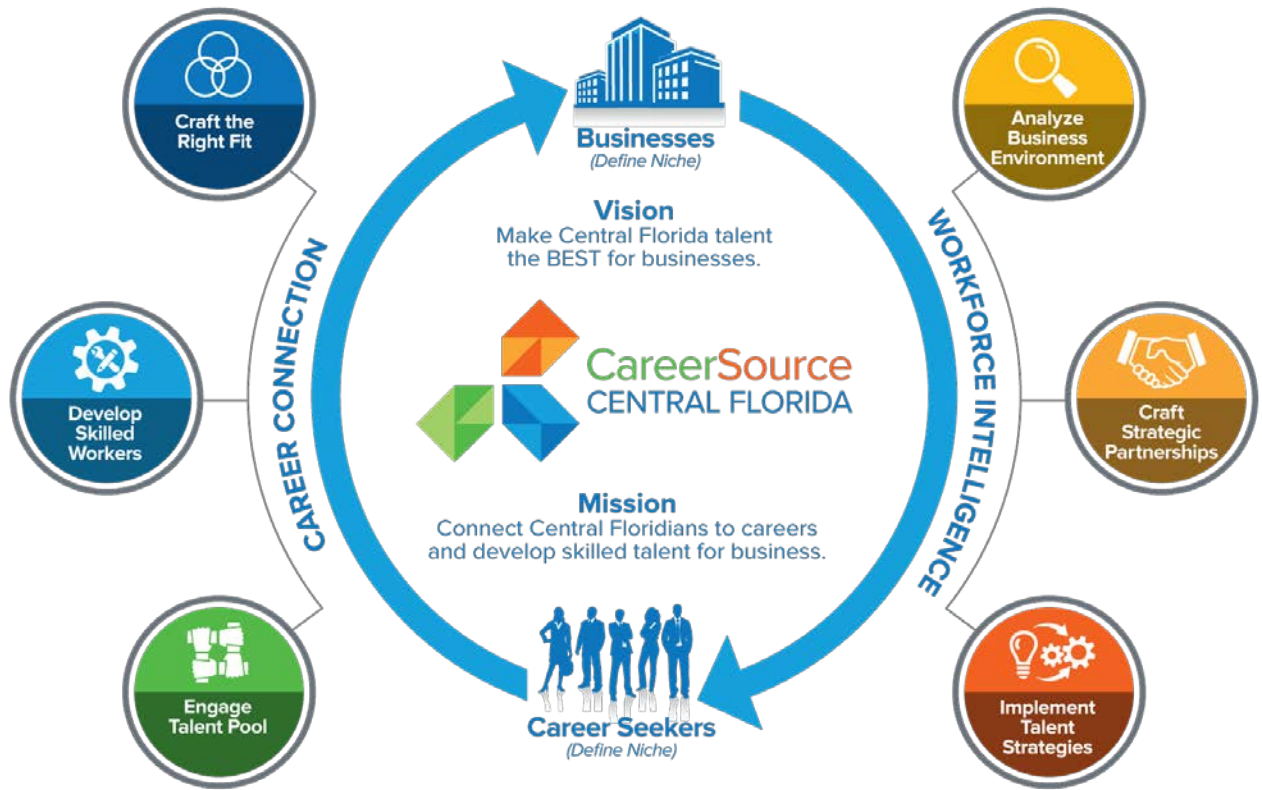 Craft the
Right Fit
Develop
Skilled
Workers
Engage
Talent Pool
CAREER CONNECTION
Businesses
(Define Niche)
Vision
Make Central Florida talent
the BEST for businesses.
CareerSource
CENTRAL FLORIDA
Mission
Connect Central Floridians to careers
and develop skilled talent for business.
Career Seekers
(Define Niche)
WORKFORCE INTELLIGENCE
Analyze
Business
Environment
Craft
Strategic
Partnerships
Implement
Talent
Strategies